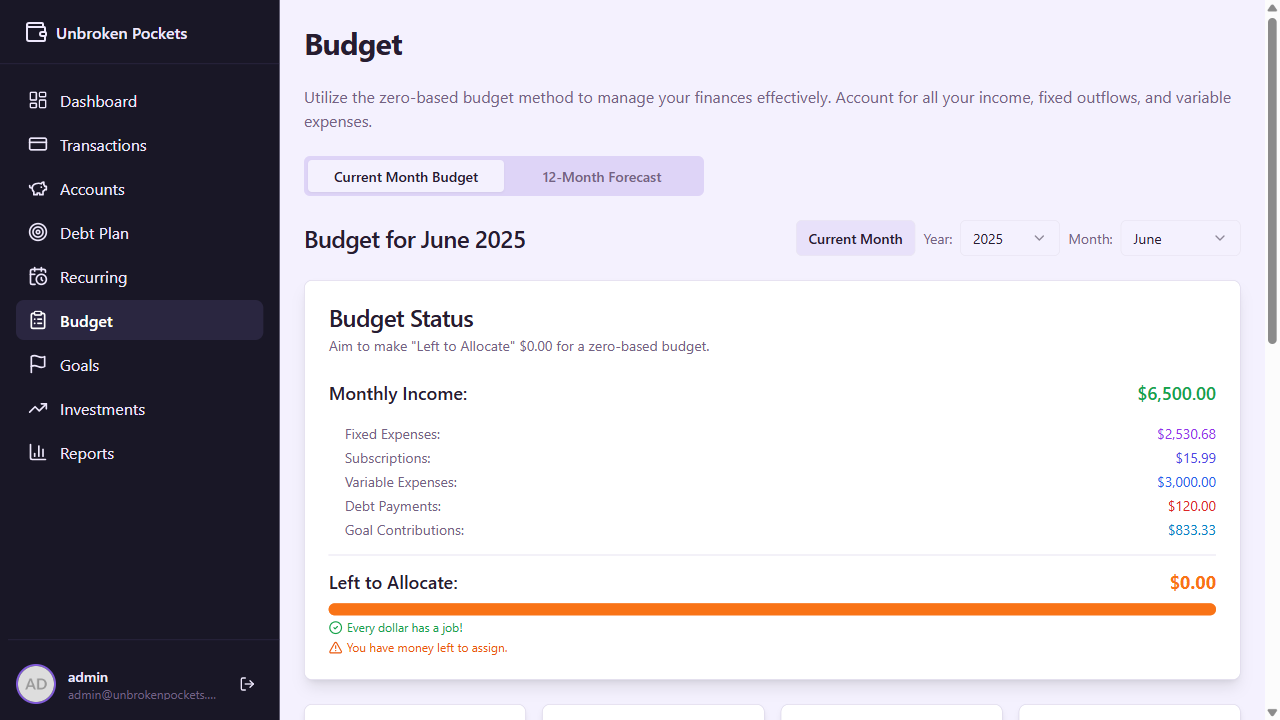 Unbroken Pockets
Dashboard
Transactions
Accounts
Debt Plan
Recurring
Budget
Goals
Investments
Reports
AD
admin
admin@unbrokenpockets....
Budget
Utilize the zero-based budget method to manage your finances effectively. Account for all your income, fixed outflows, and variable
expenses.
Current Month Budget
12-Month Forecast
Budget for June 2025
Current Month
Year:
2025
Month:
June
Budget Status
Aim to make "Left to Allocate" $0.00 for a zero-based budget.
Monthly Income: $6,500.00
Fixed Expenses: $2,530.68
Subscriptions: $15.99
Variable Expenses: $3,000.00
Debt Payments: $120.00
Goal Contributions: $833.33
Left to Allocate: $0.00
Every dollar has a job!
You have money left to assign.